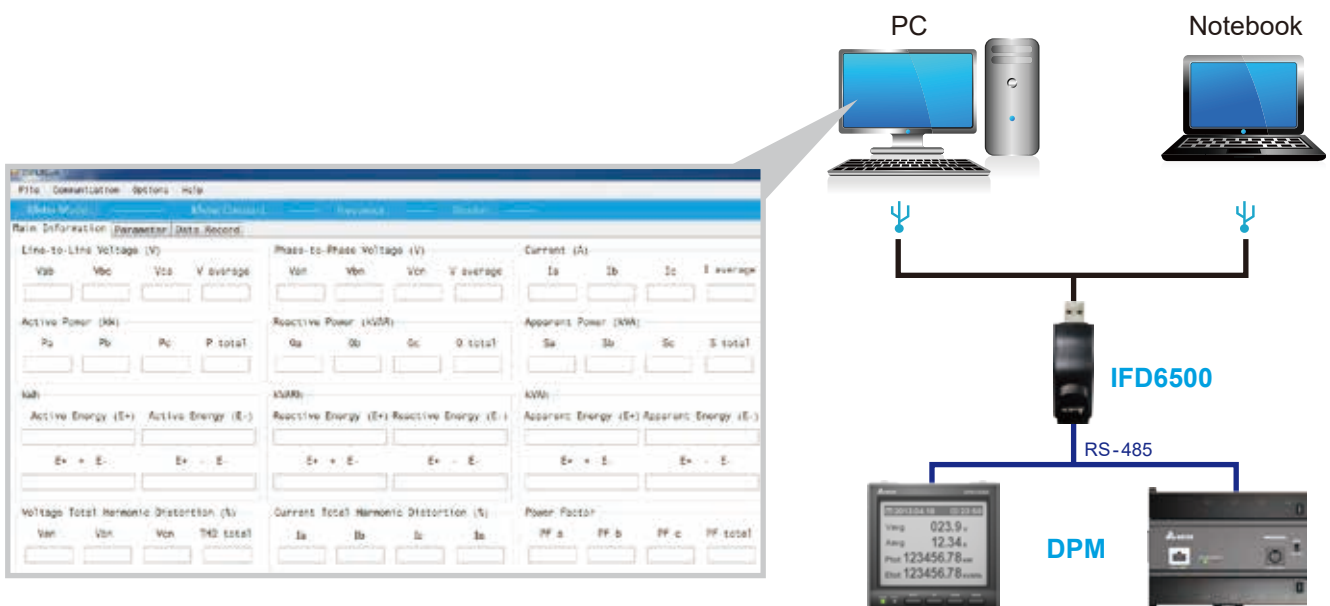 PC
Notebook
File Communication Options Help
Main Information Parameter Data Record
Line-to-Line Voltage (V)
Phase-to-Phase Voltage (V)
Current (A)
Vab Vbc Vca V average
Van Vbn Vcn V average
Ia Ib Ic I average
Active Power (kW)
Reactive Power (kVAR)
Apparent Power (kVA)
Pa Pb Pc P total
Qa Qb Qc Q total
Sa Sb Sc S total
kWh
kVARh
kVAh
Active Energy (E+) Active Energy (E-)
Reactive Energy (E+) Reactive Energy (E-)
Apparent Energy (E+) Apparent Energy (E-)
E+ + E- E+ - E-
E+ + E- E+ - E-
E+ + E- E+ - E-
Voltage Total Harmonic Distortion (%)
Current Total Harmonic Distortion (%)
Power Factor
Van Vbn Vcn THD total
Ia Ib Ic In
PF a PF b PF c PF total
IFD6500
RS-485
DPM
2013.04.18
Vavg 023.9
Aavg 12.34
Ptot 123456.78
Etot 123456.78